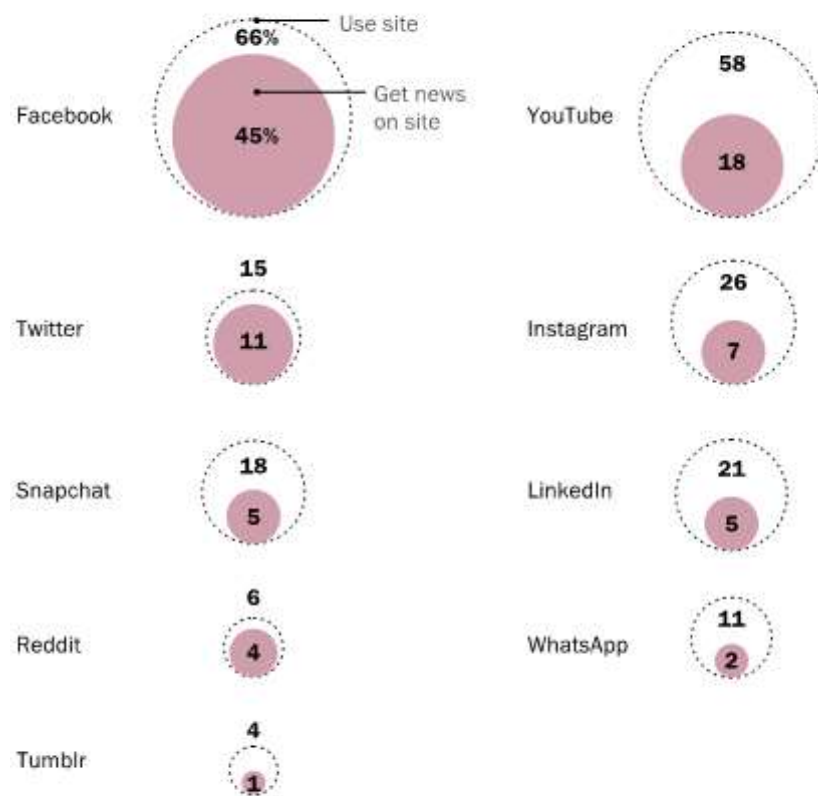 Use site
66%
Get news
on site
Facebook
45%
58
YouTube
18
15
Twitter
11
26
Instagram
7
18
Snapchat
5
21
LinkedIn
5
6
Reddit
4
11
WhatsApp
2
4
Tumblr
1